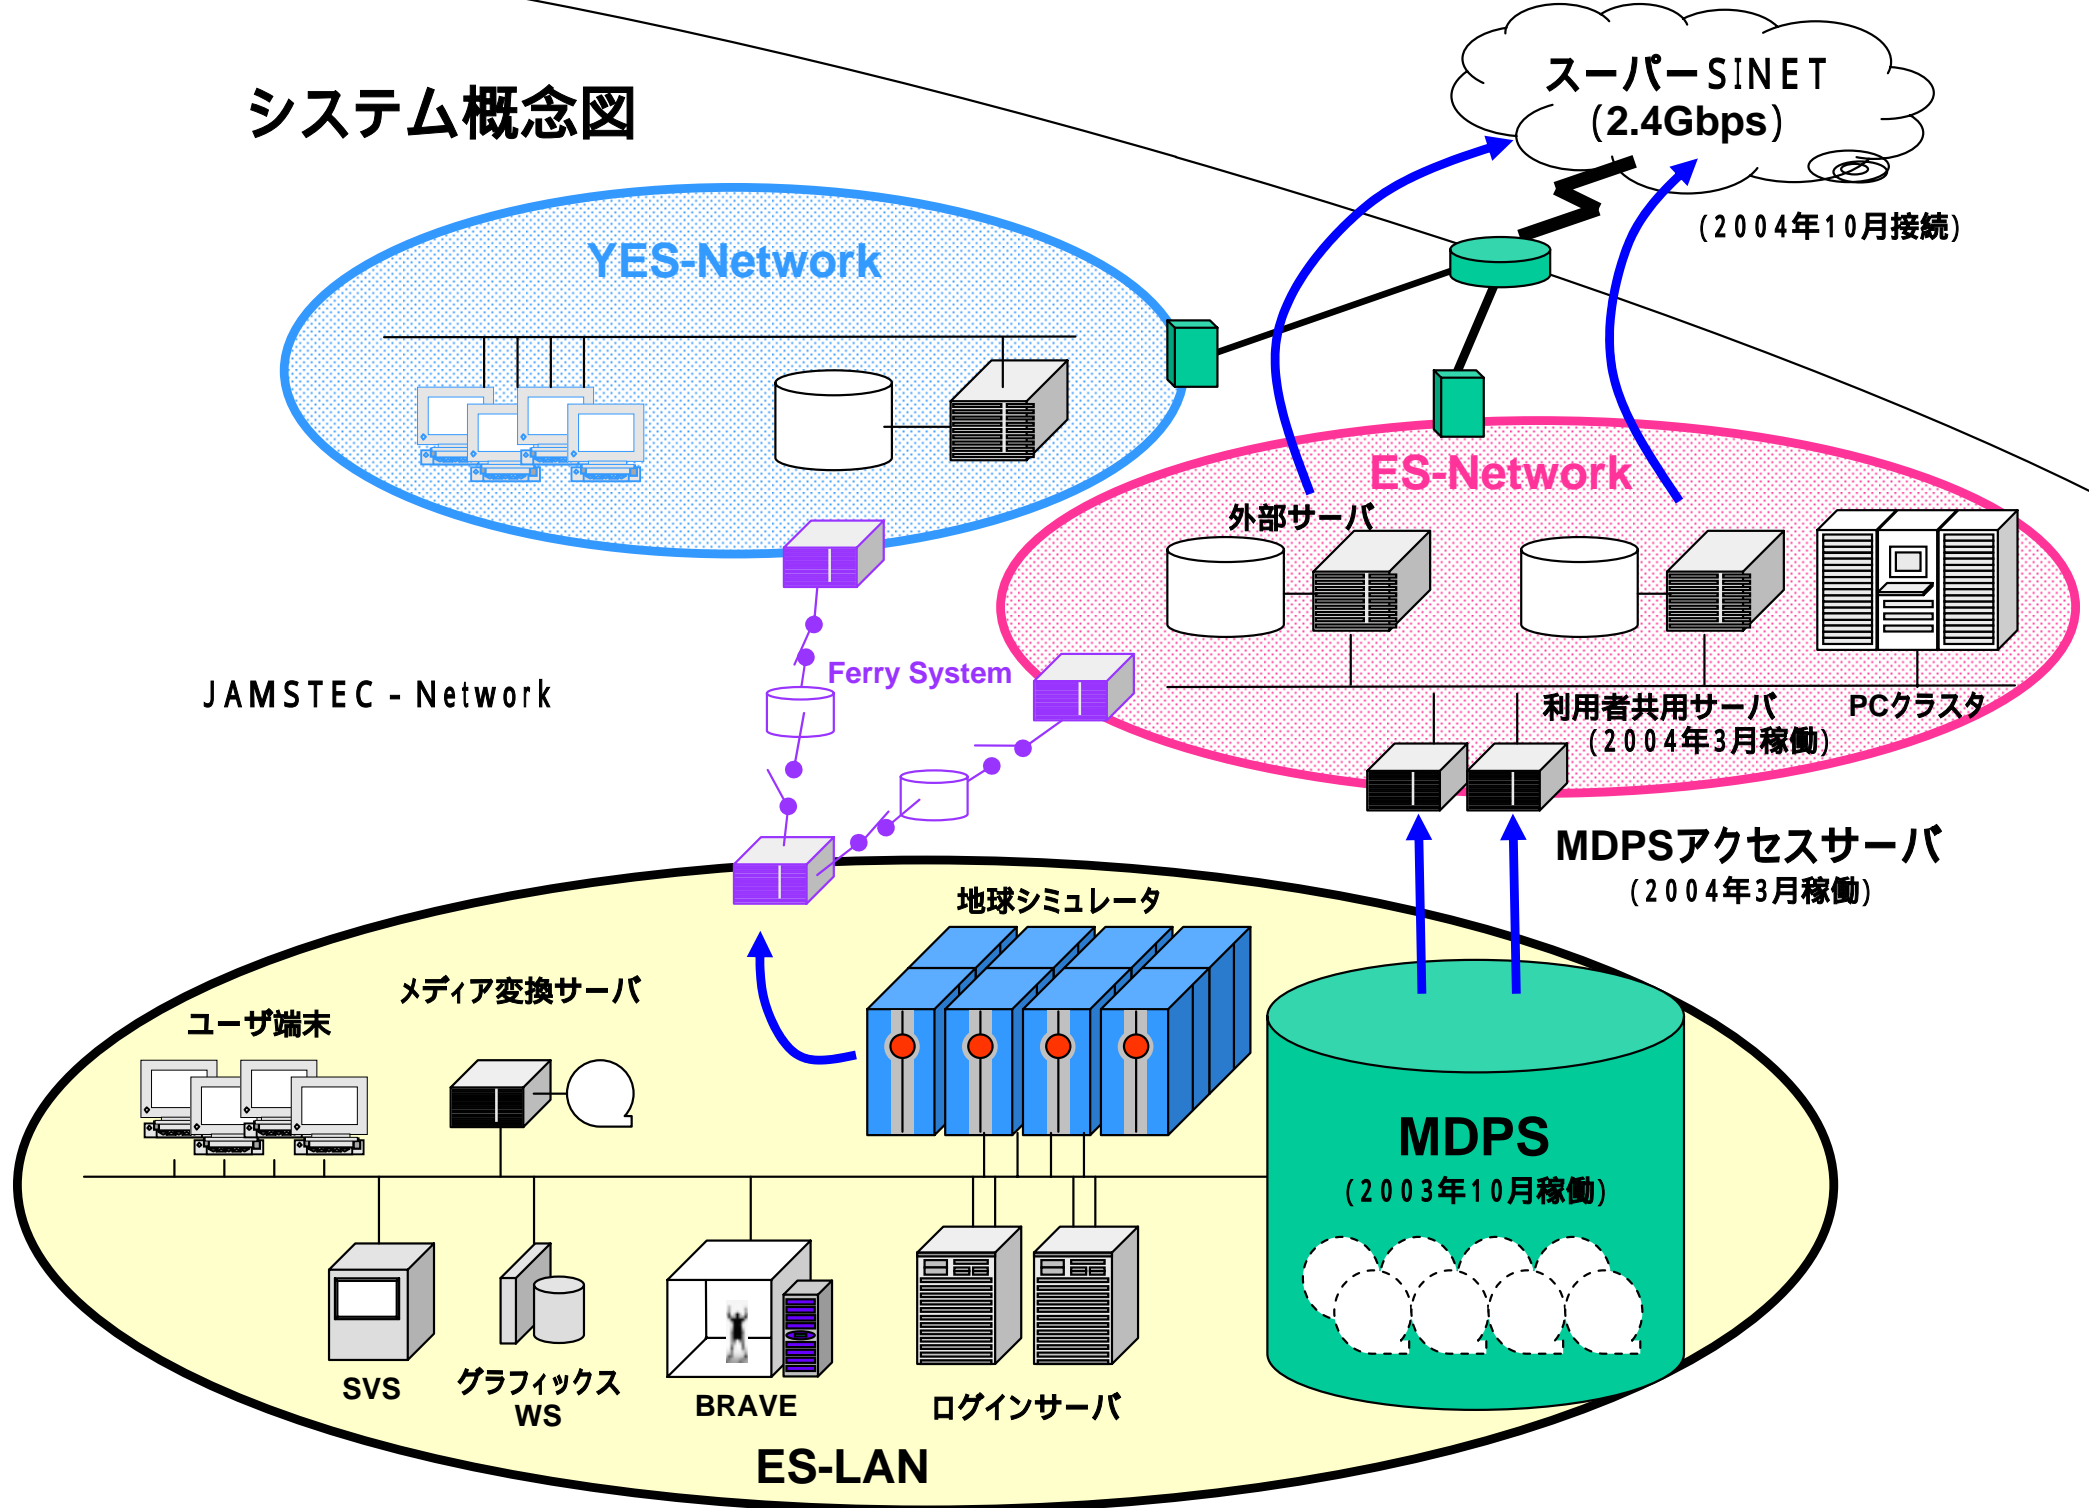 システム概念図
スーパーSINET
(2.4Gbps)
(2004年10月接続)
YES-Network
ES-Network
外部サーバ
Ferry System
JAMSTEC - Network
利用者共用サーバ
(2004年3月稼働)
PCクラスタ
MDPSアクセスサーバ
(2004年3月稼働)
地球シミュレータ
メディア変換サーバ
ユーザ端末
MDPS
(2003年10月稼働)
SVS
グラフィックス
WS
BRAVE
ログインサーバ
ES-LAN